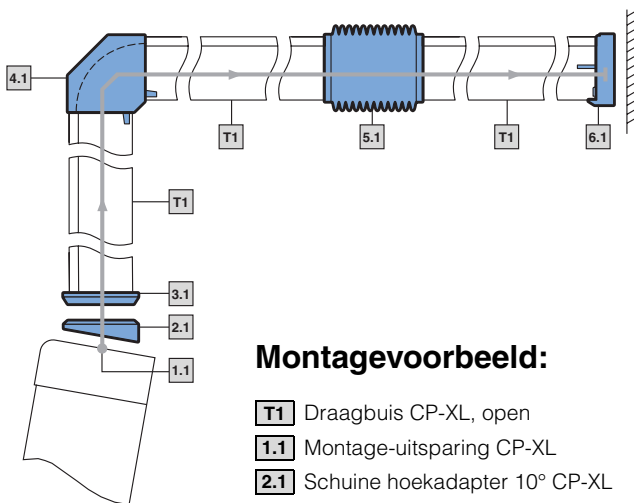 4.1
T1
5.1
T1
6.1
T1
3.1
2.1
1.1
Montagevoorbeeld:
T1 Draagbuis CP-XL, open
1.1 Montage-uitsparing CP-XL
2.1 Schuine hoekadapter 10° CP-XL